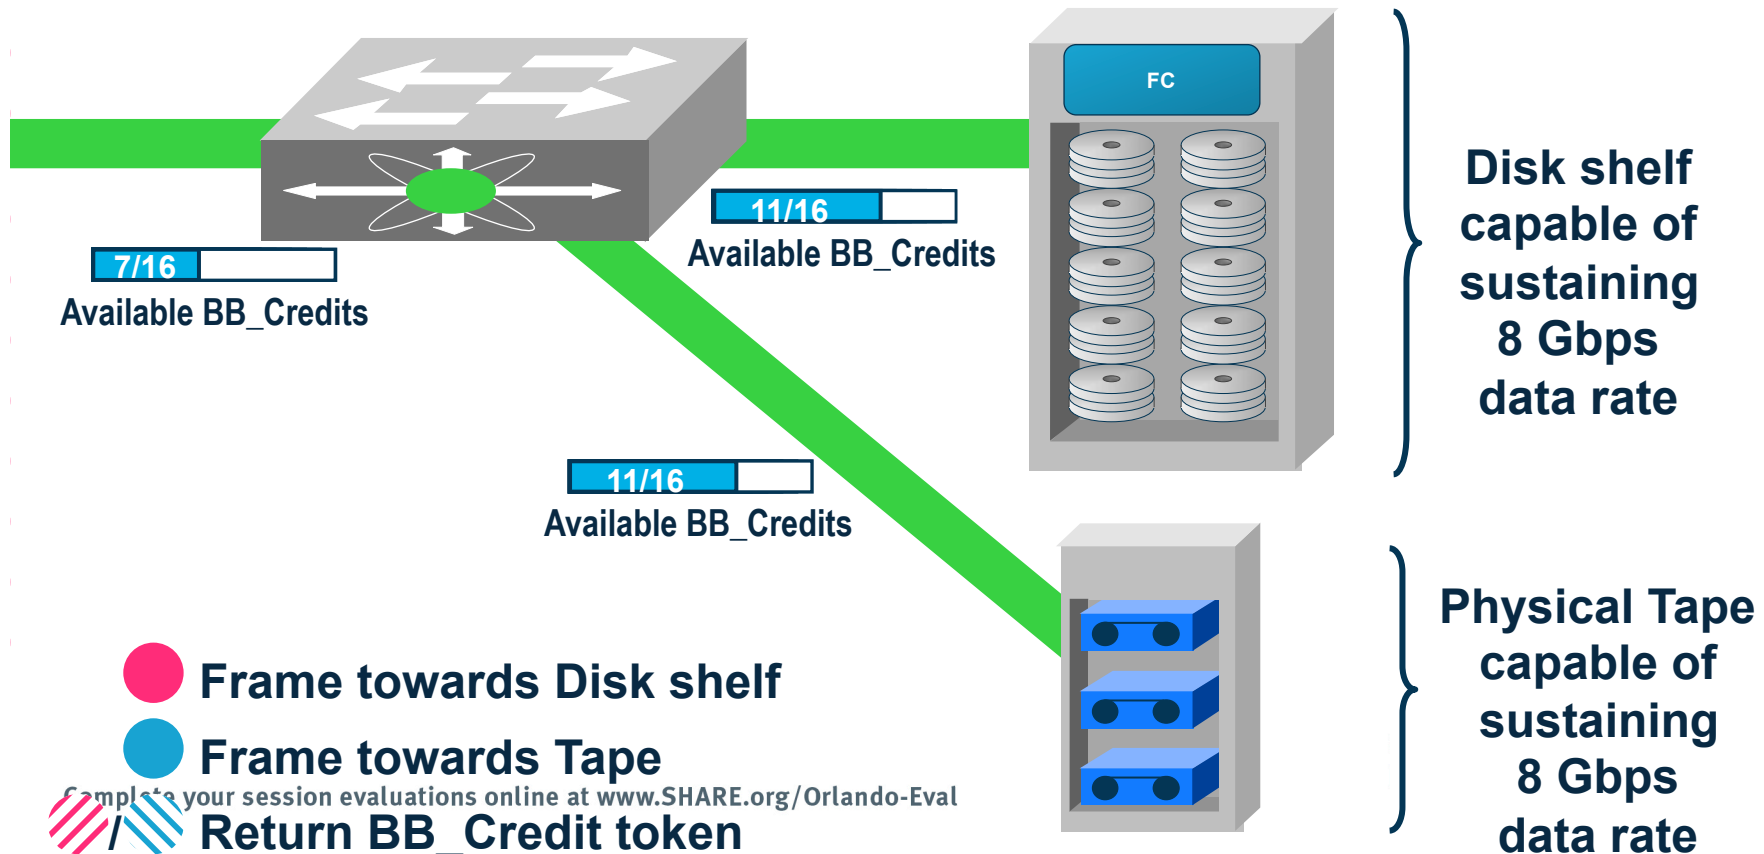 FC
11/16
Available BB_Credits
7/16
Available BB_Credits
11/16
Available BB_Credits
Disk shelf
capable of
sustaining
8 Gbps
data rate
Physical Tape
capable of
sustaining
8 Gbps
data rate
Frame towards Disk shelf
Frame towards Tape
Complete your session evaluations online at www.SHARE.org/Orlando-Eval
/ Return BB_Credit token